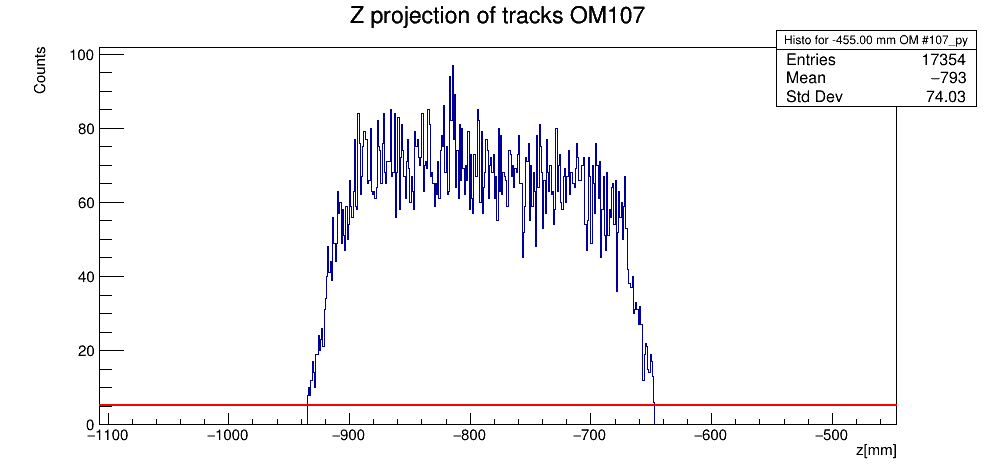 Z projection of tracks OM107
Histo for -455.00 mm OM #107_py
Entries 17354
Mean −793
Std Dev 74.03
Counts
100
80
60
40
20
0
−1100 −1000 −900 −800 −700 −600 −500
z[mm]